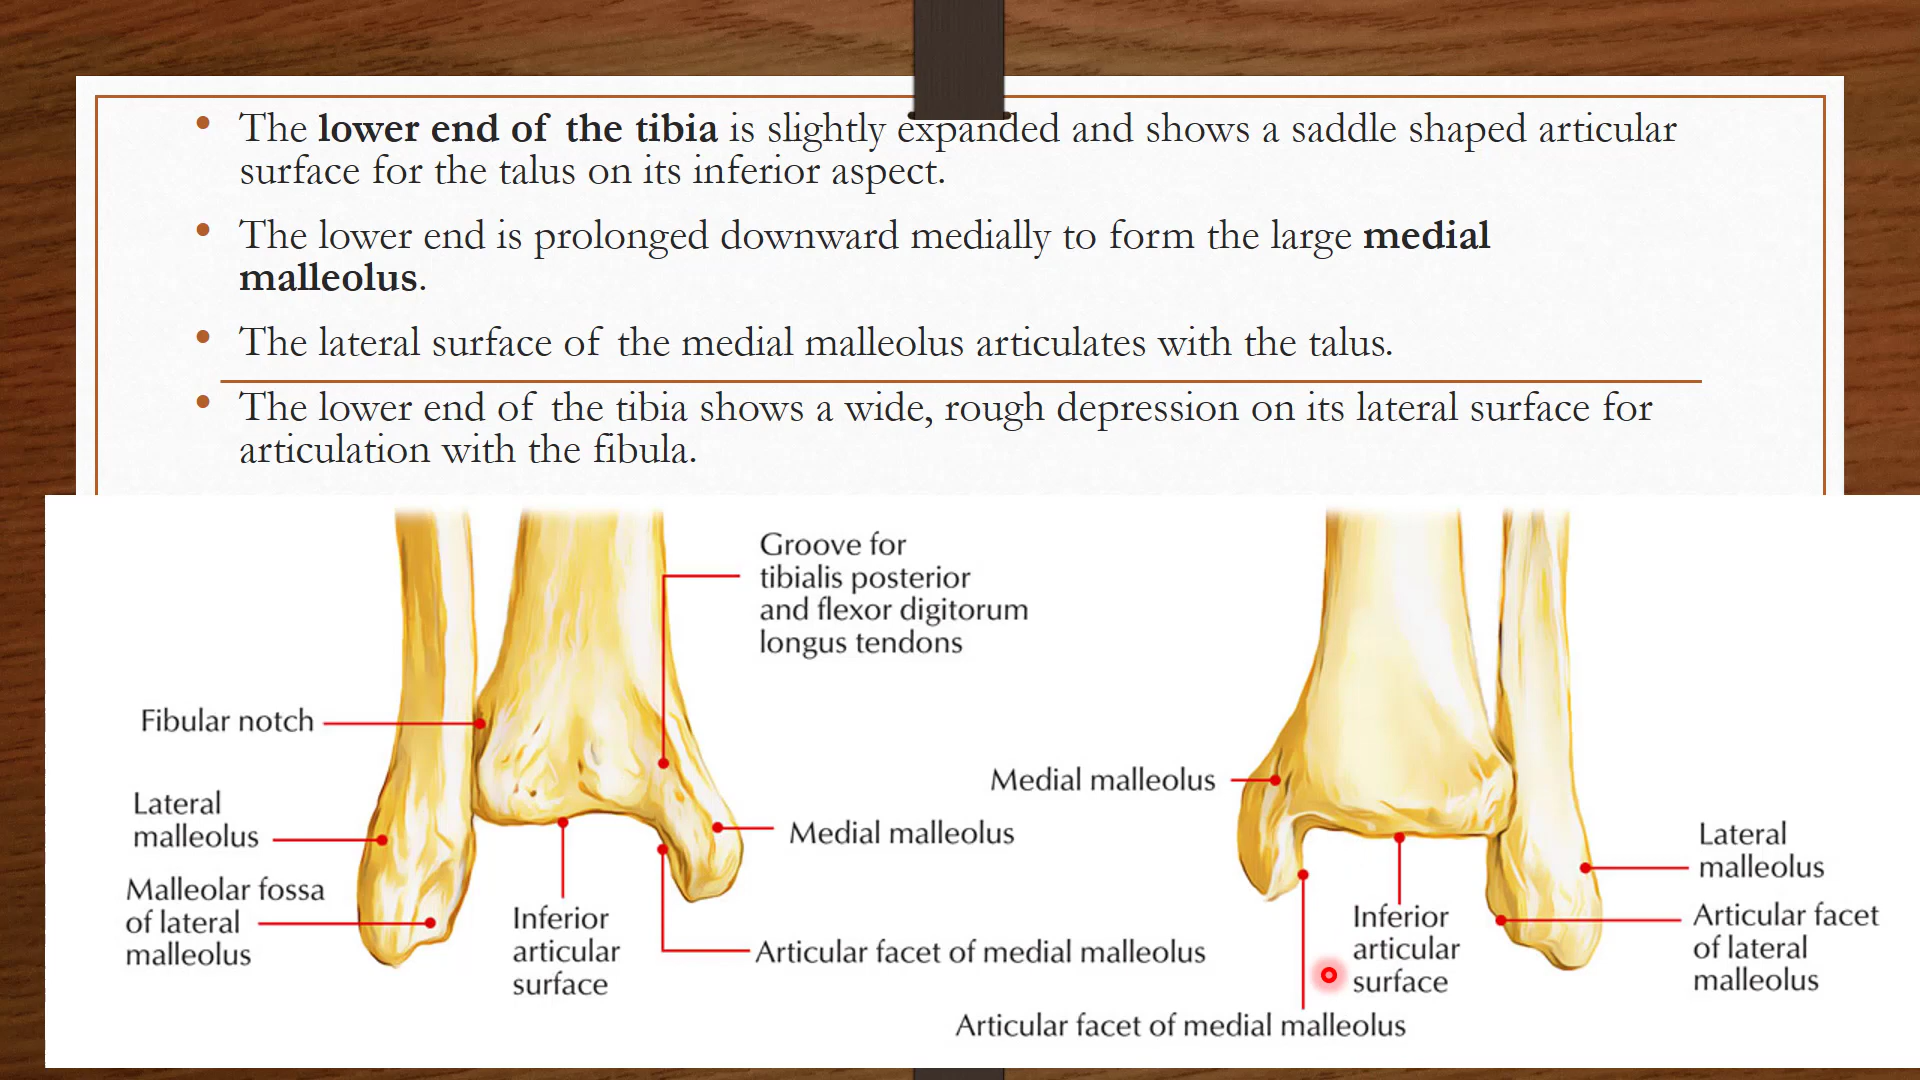 • The lower end of the tibia is slightly expanded and shows a saddle shaped articular
surface for the talus on its inferior aspect.
• The lower end is prolonged downward medially to form the large medial
malleolus.
• The lateral surface of the medial malleolus articulates with the talus.
• The lower end of the tibia shows a wide, rough depression on its lateral surface for
articulation with the fibula.
Groove for
tibialis posterior
and flexor digitorum
longus tendons
Fibular notch
Lateral
malleolus
Malleolar fossa
of lateral
malleolus
Inferior
articular
surface
Medial malleolus
Articular facet of medial malleolus
Medial malleolus
Inferior
articular
surface
Articular facet of medial malleolus
Lateral
malleolus
Articular facet
of lateral
malleolus